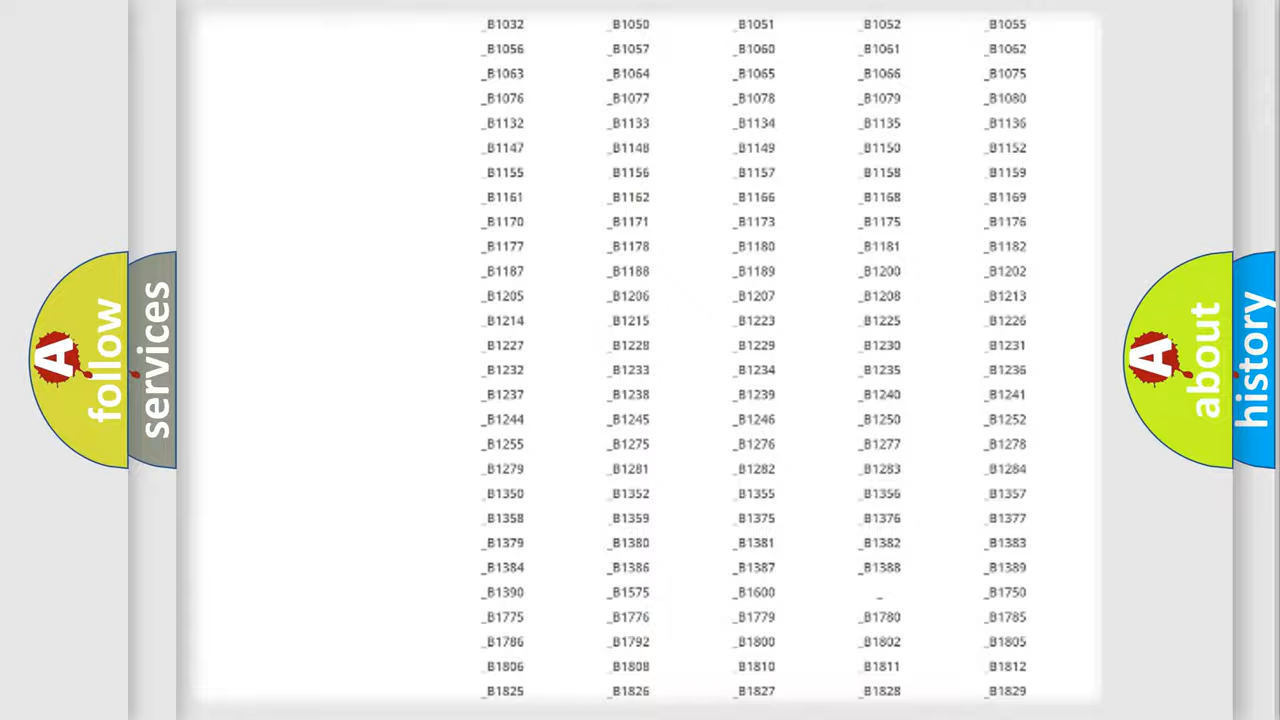 _B1032 _B1050 _B1051 _B1052 _B1055
_B1056 _B1057 _B1060 _B1061 _B1062
_B1063 _B1064 _B1065 _B1066 _B1075
_B1076 _B1077 _B1078 _B1079 _B1080
_B1132 _B1133 _B1134 _B1135 _B1136
_B1147 _B1148 _B1149 _B1150 _B1152
_B1155 _B1156 _B1157 _B1158 _B1159
_B1161 _B1162 _B1166 _B1168 _B1169
_B1170 _B1171 _B1173 _B1175 _B1176
_B1177 _B1178 _B1180 _B1181 _B1182
_B1187 _B1188 _B1189 _B1200 _B1202
_B1205 _B1206 _B1207 _B1208 _B1213
_B1214 _B1215 _B1223 _B1225 _B1226
_B1227 _B1228 _B1229 _B1230 _B1231
_B1232 _B1233 _B1234 _B1235 _B1236
_B1237 _B1238 _B1239 _B1240 _B1241
_B1244 _B1245 _B1246 _B1250 _B1252
_B1255 _B1275 _B1276 _B1277 _B1278
_B1279 _B1281 _B1282 _B1283 _B1284
_B1350 _B1352 _B1355 _B1356 _B1357
_B1358 _B1359 _B1375 _B1376 _B1377
_B1379 _B1380 _B1381 _B1382 _B1383
_B1384 _B1386 _B1387 _B1388 _B1389
_B1390 _B1575 _B1600 _ _B1750
_B1775 _B1776 _B1779 _B1780 _B1785
_B1786 _B1792 _B1800 _B1802 _B1805
_B1806 _B1808 _B1810 _B1811 _B1812
_B1825 _B1826 _B1827 _B1828 _B1829
A
follow
services
A
about
history